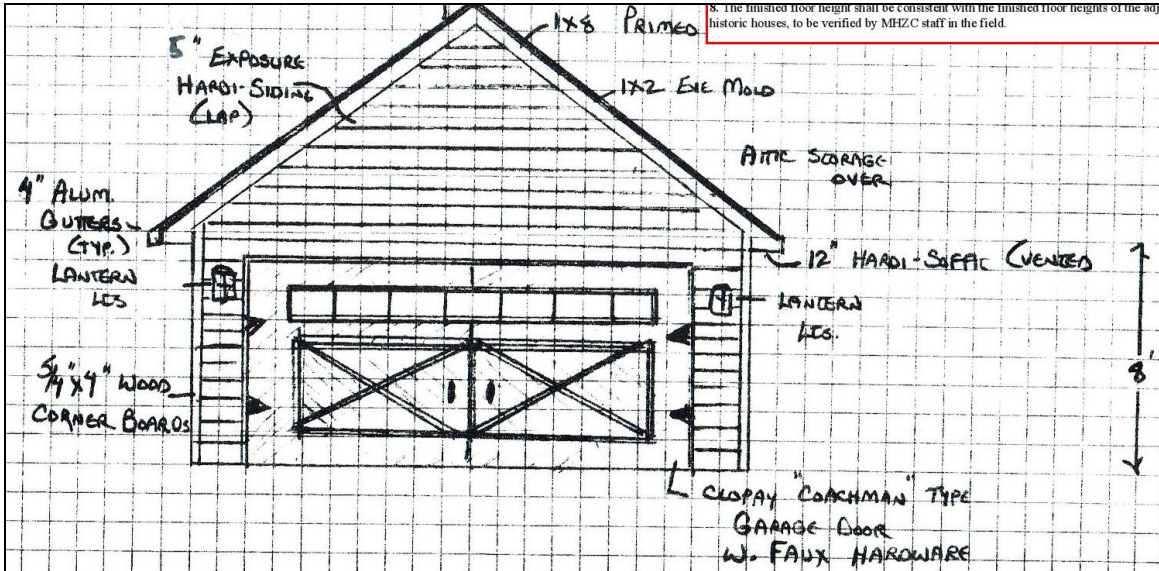 8. The finished floor height shall be consistent with the finished floor heights of the adj
historic houses, to be verified by MHZC staff in the field.
1x8 PRIMED
5" EXPOSURE
HARDI-SIDING
(LAP)
1x2 EVE MOLD
ATTIC STORAGE
OVER
4" ALUM.
GUTTERS
(TYP.)
LANTERN
LTS
12" HARDI-SOFFIT (VENTED
LANTERN
LTS.
8'
5/4"x4" WOOD
CORNER BOARDS
CLOPAY "COACHMAN" TYPE
GARAGE DOOR
W. FAUX HARDWARE